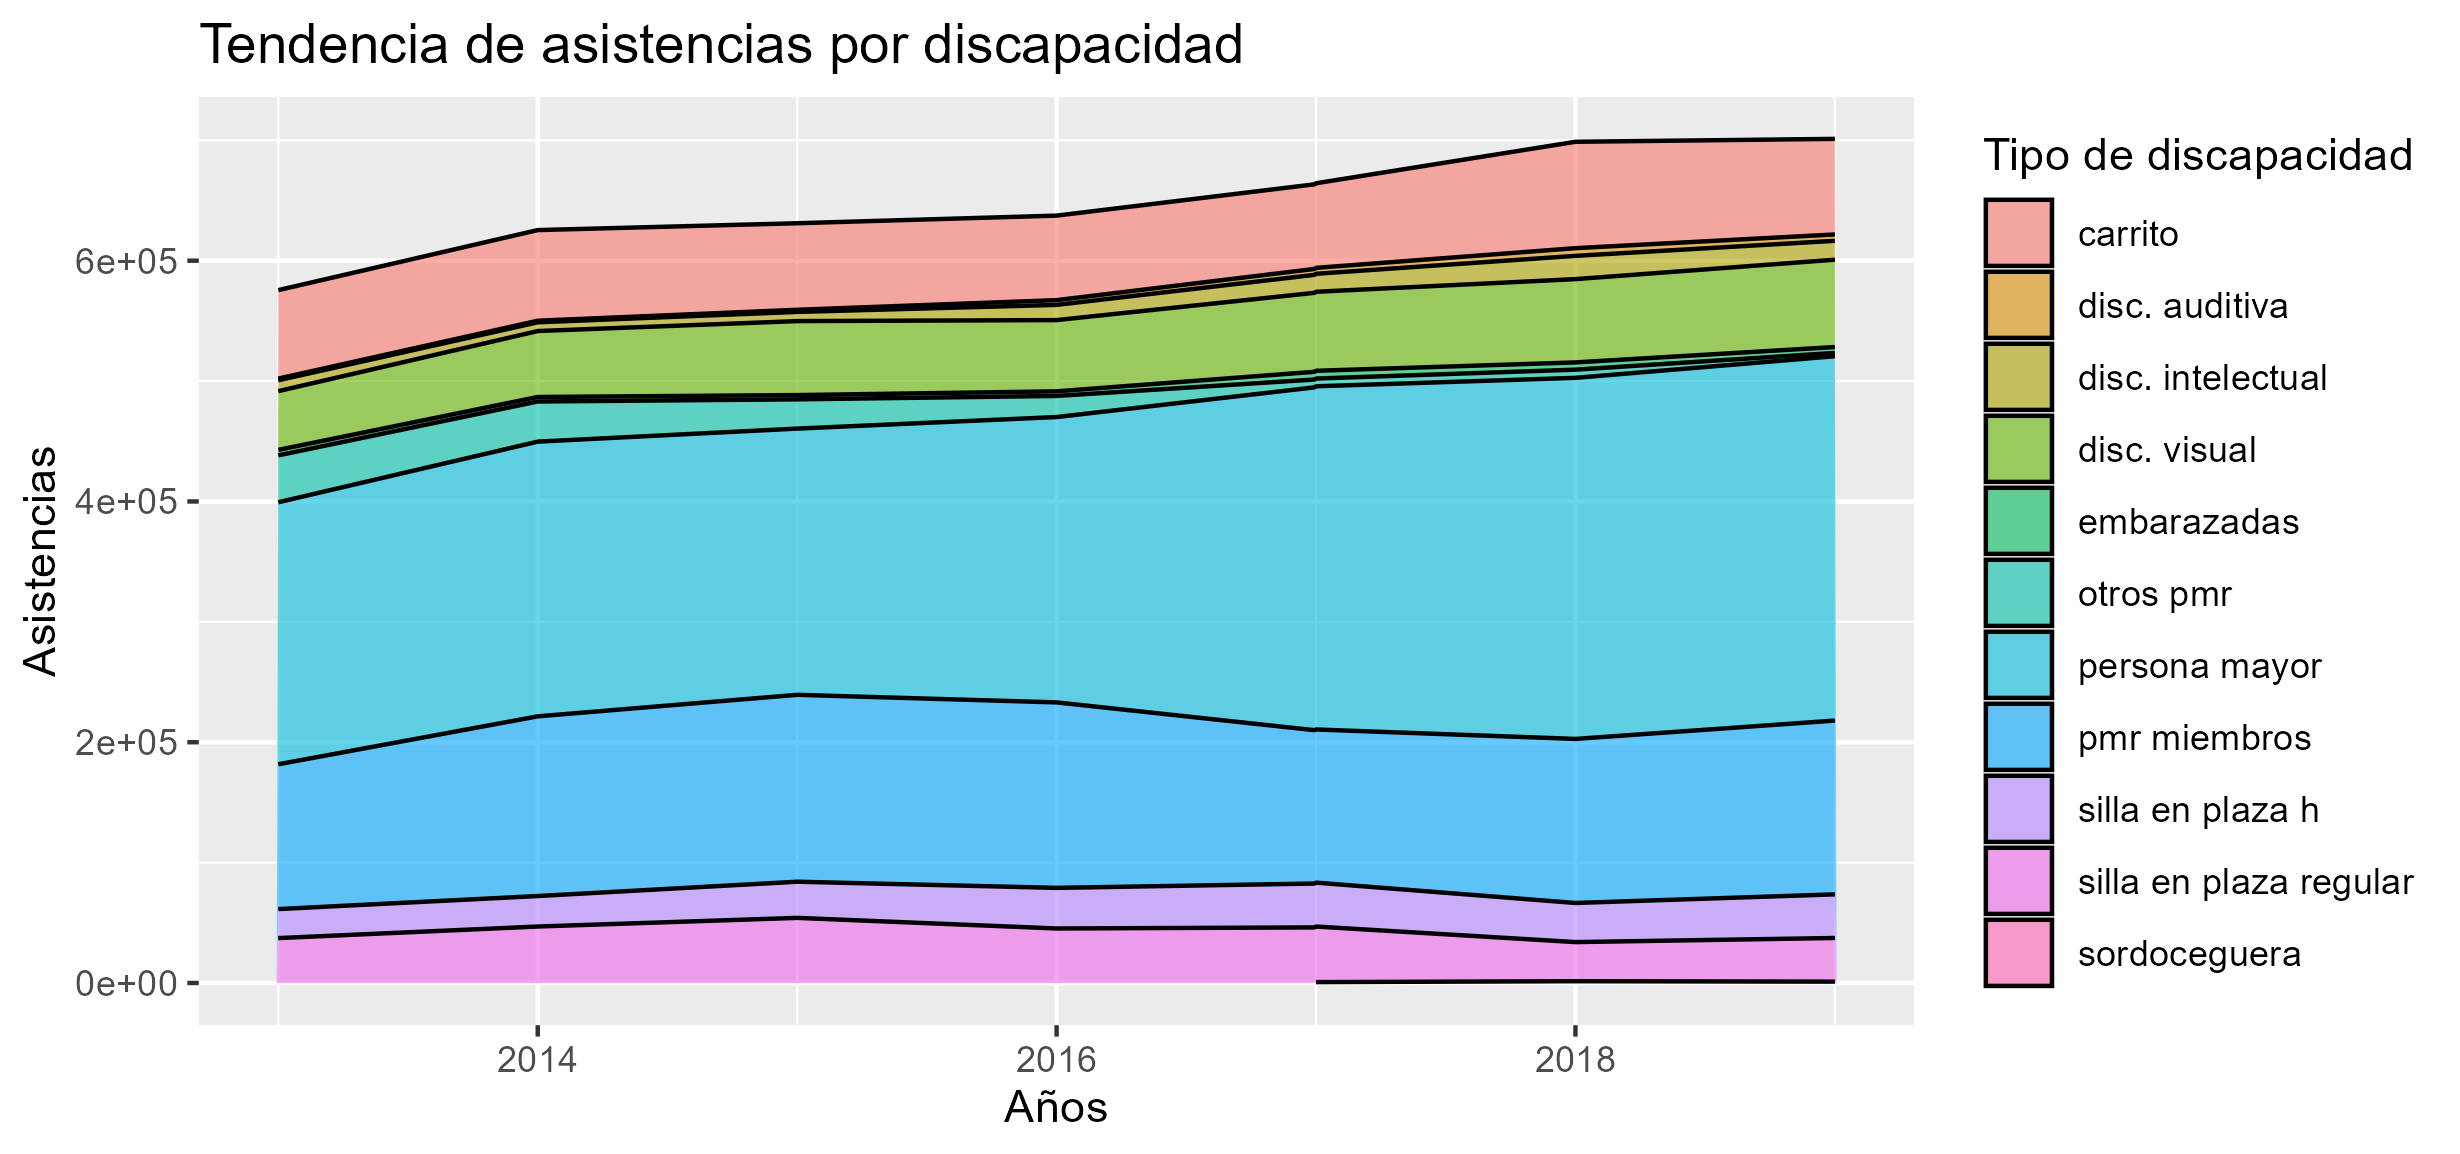 Tendencia de asistencias por discapacidad
Asistencias
6e+05
4e+05
2e+05
0e+00
2014
2016
2018
Años
Tipo de discapacidad
carrito
disc. auditiva
disc. intelectual
disc. visual
embarazadas
otros pmr
persona mayor
pmr miembros
silla en plaza h
silla en plaza regular
sordoceguera